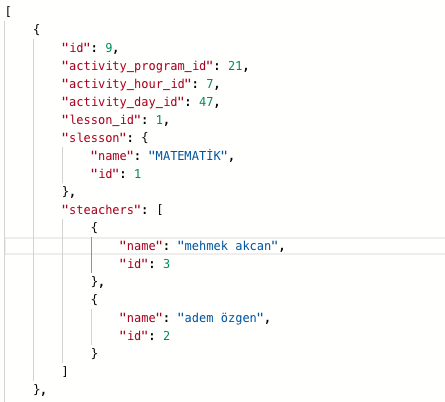 [
{
"id": 9,
"activity_program_id": 21,
"activity_hour_id": 7,
"activity_day_id": 47,
"lesson_id": 1,
"slesson": {
"name": "MATEMATİK",
"id": 1
},
"steachers": [
{
"name": "mehmek akcan",
"id": 3
},
{
"name": "adem özgen",
"id": 2
}
]
},